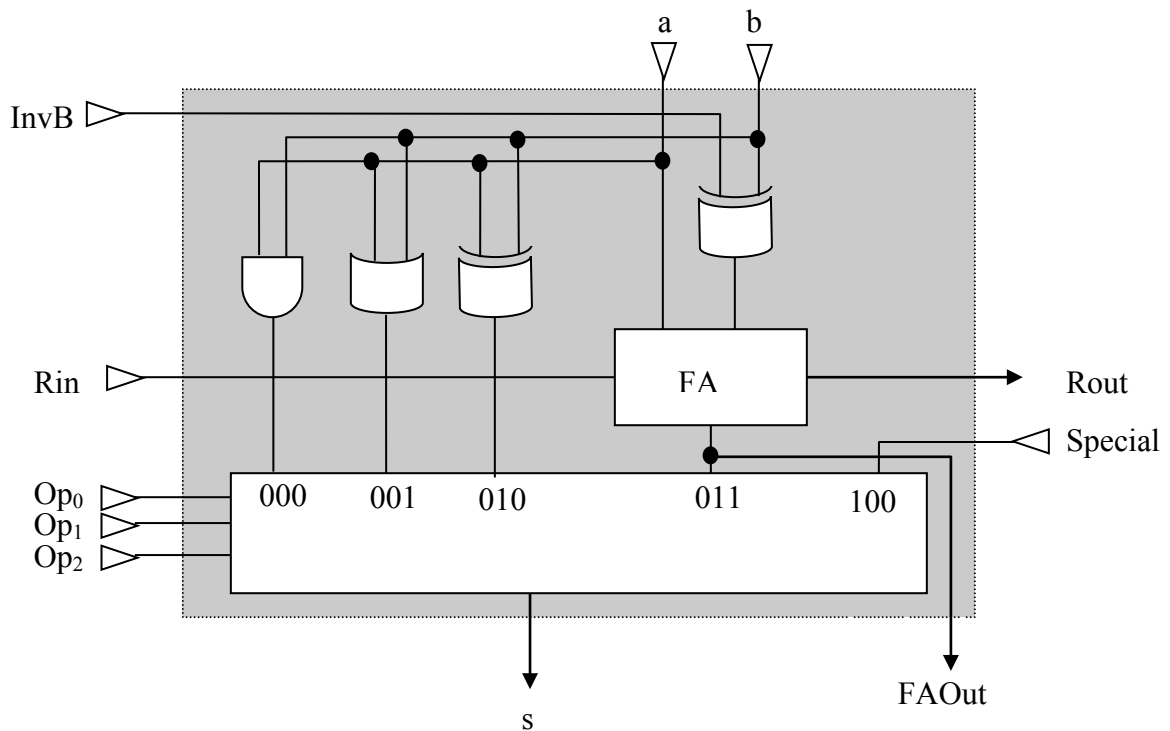 a b
InvB
FA
Rin
Rout
Special
Op₀
000 001 010 011 100
Op₁
Op₂
FAOut
s